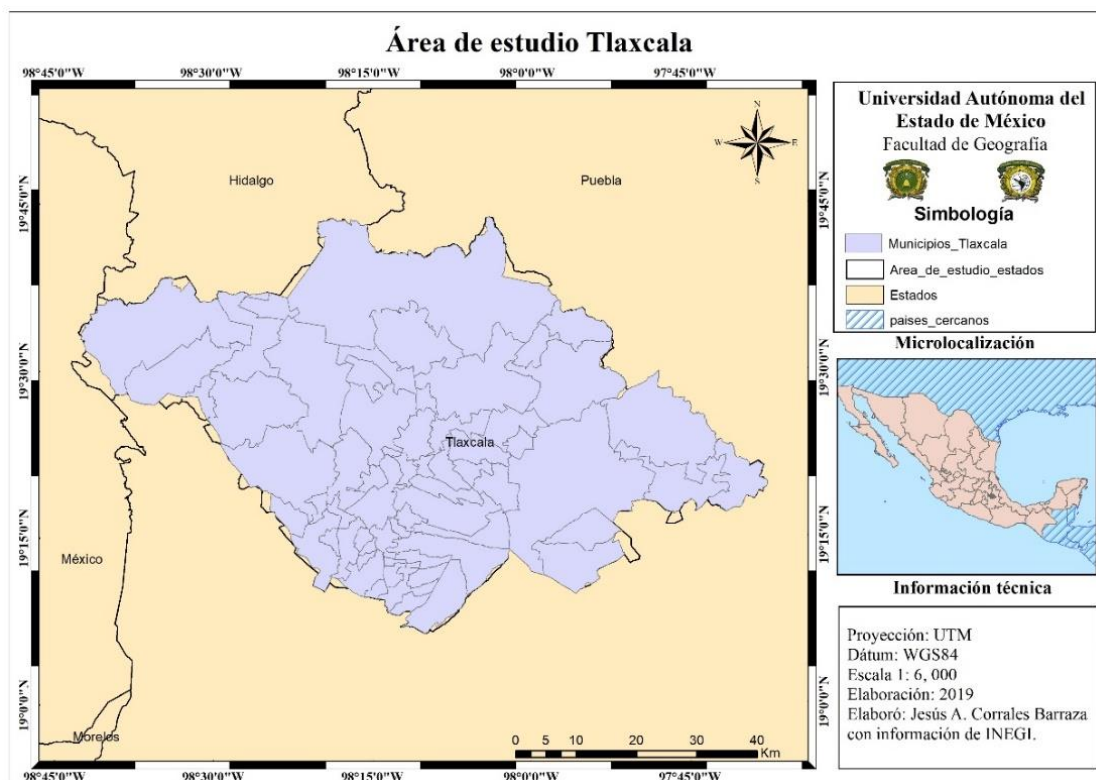 Área de estudio Tlaxcala
98°45'0"W 98°30'0"W 98°15'0"W 98°0'0"W 97°45'0"W
19°45'0"N
19°30'0"N
19°15'0"N
19°0'0"N
Hidalgo
Puebla
Tlaxcala
México
Morelos
N
W E
S
0 5 10 20 30 40
Km
19°45'0"N
19°30'0"N
19°15'0"N
19°0'0"N
98°45'0"W 98°30'0"W 98°15'0"W 98°0'0"W 97°45'0"W
Universidad Autónoma del
Estado de México
Facultad de Geografía
Simbología
Municipios_Tlaxcala
Area_de_estudio_estados
Estados
paises_cercanos
Microlocalización
Información técnica
Proyección: UTM
Dátum: WGS84
Escala 1: 6, 000
Elaboración: 2019
Elaboró: Jesús A. Corrales Barraza
con información de INEGI.